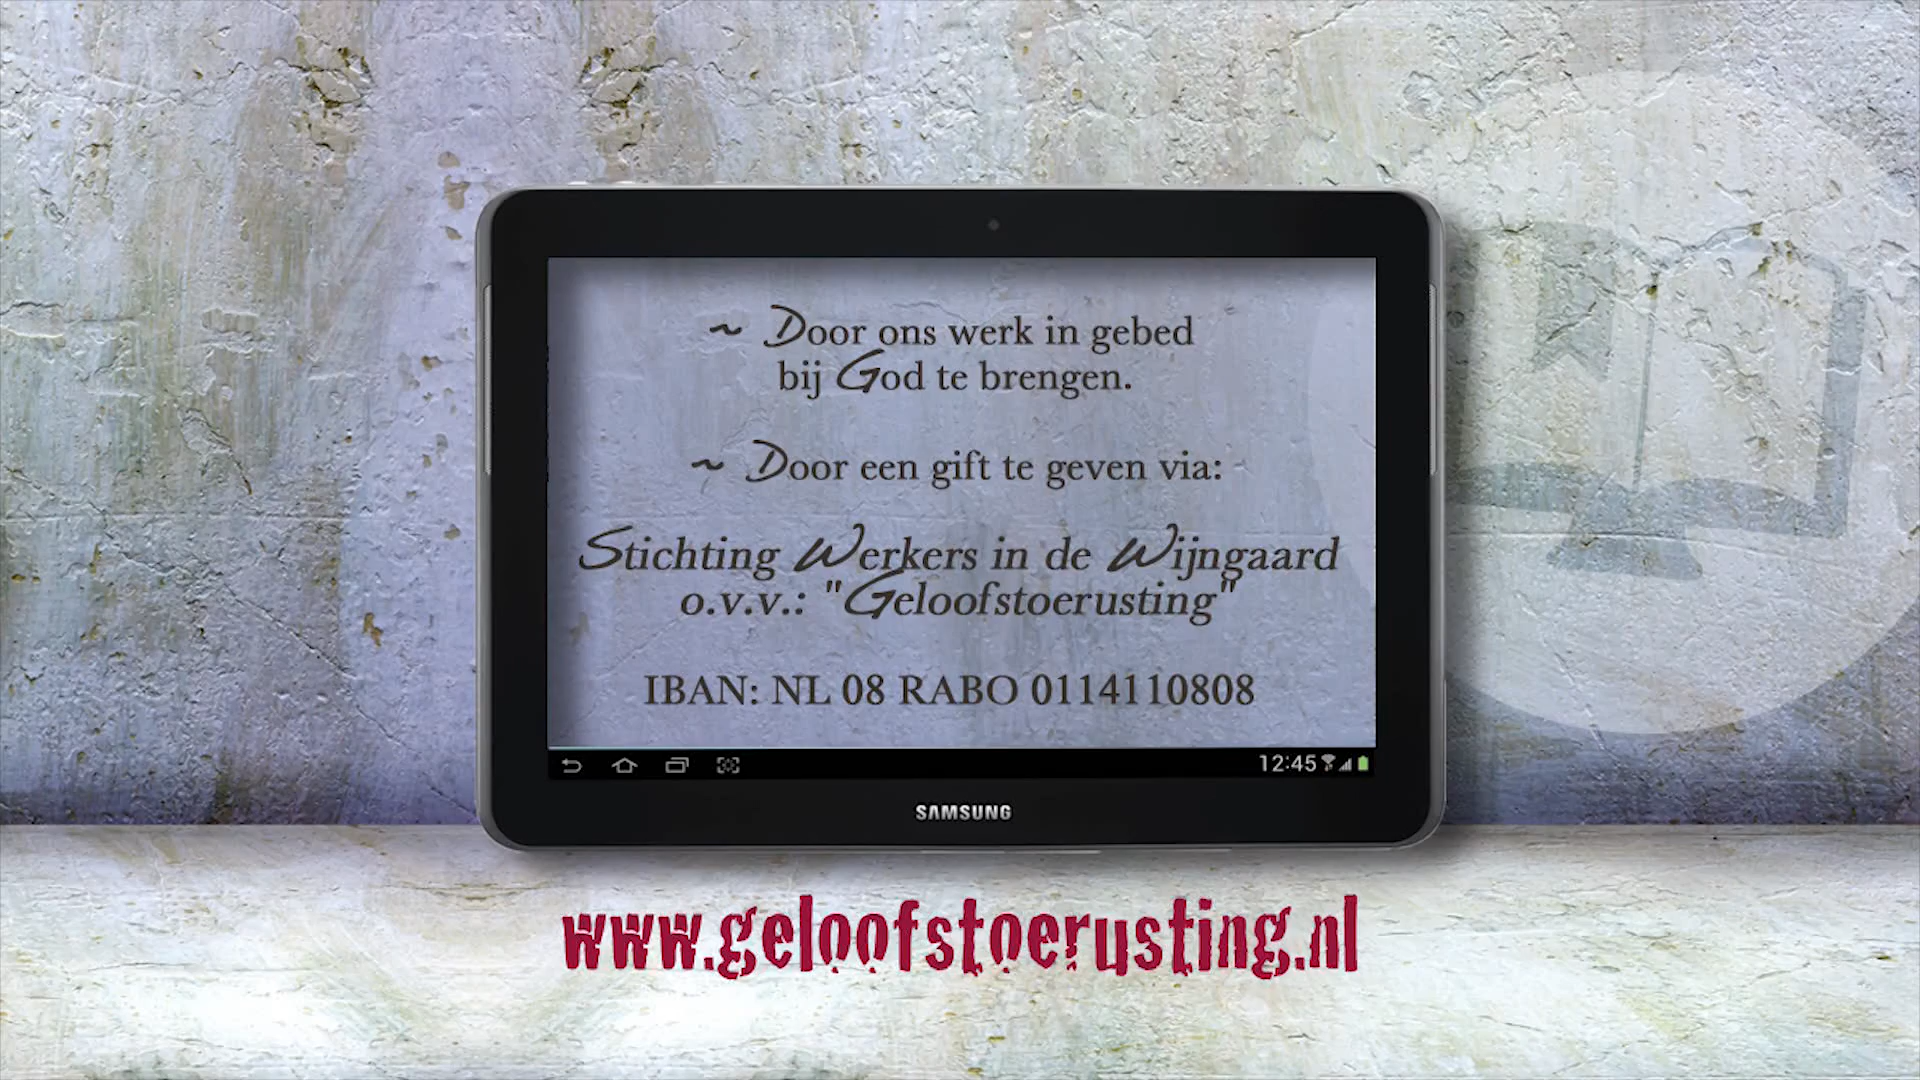 ~ Door ons werk in gebed
bij God te brengen.
~ Door een gift te geven via:
Stichting Werkers in de Wijngaard
o.v.v.: "Geloofstoerusting"
IBAN: NL 08 RABO 0114110808
12:45
SAMSUNG
www.geloofstoerusting.nl